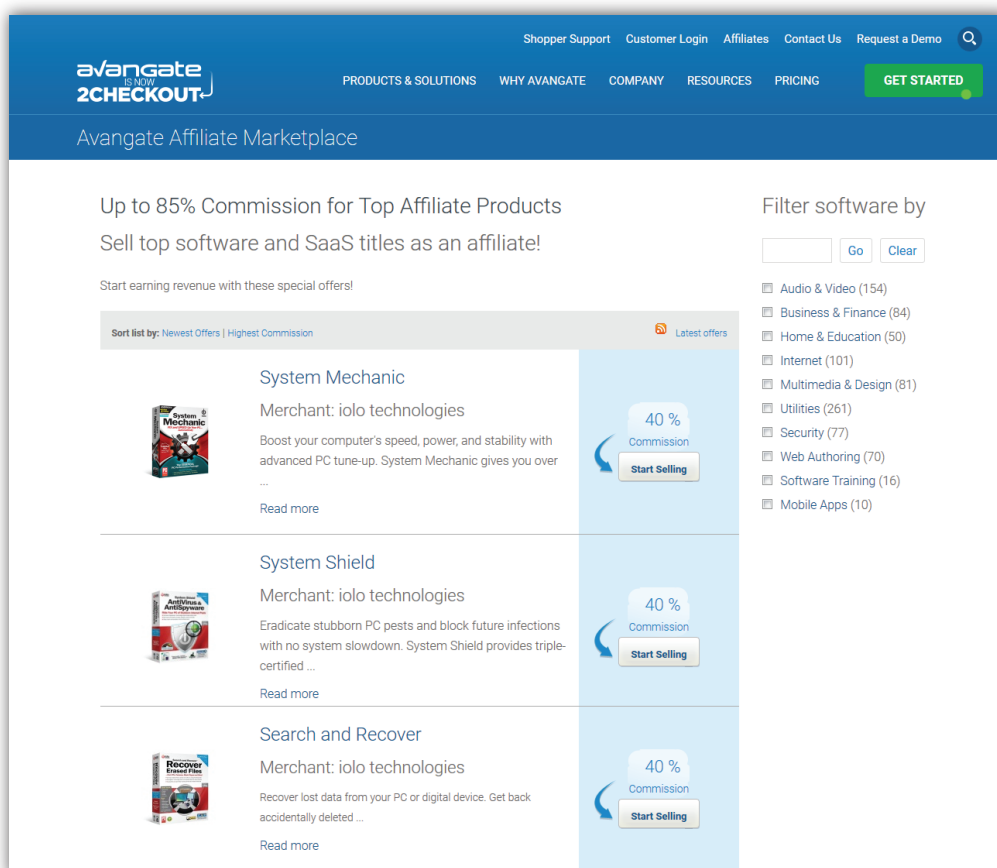 Shopper Support Customer Login Affiliates Contact Us Request a Demo
avangate
IS NOW
2CHECKOUT
PRODUCTS & SOLUTIONS WHY AVANGATE COMPANY RESOURCES PRICING GET STARTED
Avangate Affiliate Marketplace
Up to 85% Commission for Top Affiliate Products
Sell top software and SaaS titles as an affiliate!
Start earning revenue with these special offers!
Sort list by: Newest Offers | Highest Commission Latest offers
System Mechanic
System Mechanic
Merchant: iolo technologies
Boost your computer's speed, power, and stability with
advanced PC tune-up. System Mechanic gives you over
...
Read more
40 %
Commission
Start Selling
AntiVirus &
AntiSpyware
System Shield
Merchant: iolo technologies
Eradicate stubborn PC pests and block future infections
with no system slowdown. System Shield provides triple-
certified ...
Read more
40 %
Commission
Start Selling
Recover
Erased Files
Search and Recover
Merchant: iolo technologies
Recover lost data from your PC or digital device. Get back
accidentally deleted ...
Read more
40 %
Commission
Start Selling
Filter software by
Go Clear
Audio & Video (154)
Business & Finance (84)
Home & Education (50)
Internet (101)
Multimedia & Design (81)
Utilities (261)
Security (77)
Web Authoring (70)
Software Training (16)
Mobile Apps (10)